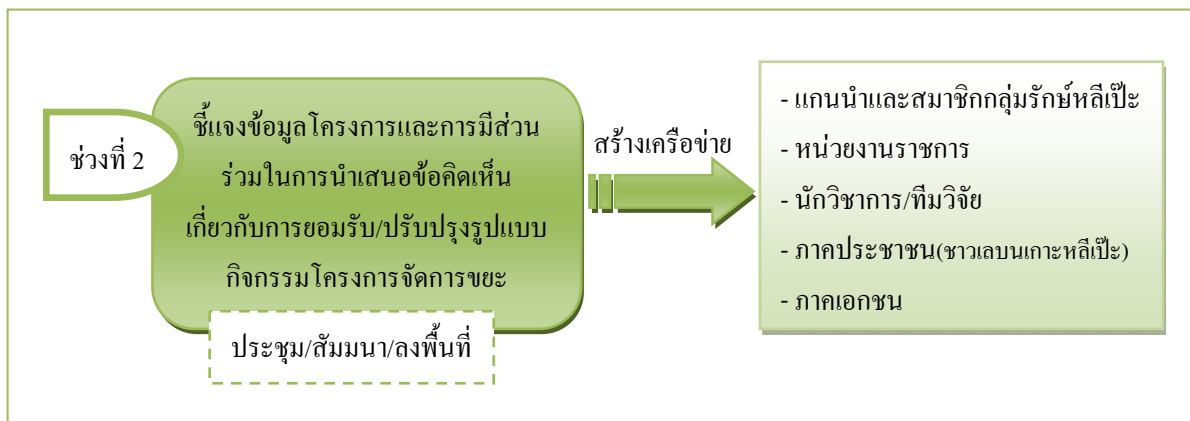 ช่วงที่ 2
ชี้แจงข้อมูลโครงการและการมีส่วน
ร่วมในการนำเสนอข้อคิดเห็น
เกี่ยวกับการยอมรับ/ปรับปรุงรูปแบบ
กิจกรรมโครงการจัดการขยะ
ประชุม/สัมมนา/ลงพื้นที่
สร้างเครือข่าย
- แกนนำและสมาชิกกลุ่มรักษ์หลีเป๊ะ
- หน่วยงานราชการ
- นักวิชาการ/ทีมวิจัย
- ภาคประชาชน(ชาวเลบนเกาะหลีเป๊ะ)
- ภาคเอกชน